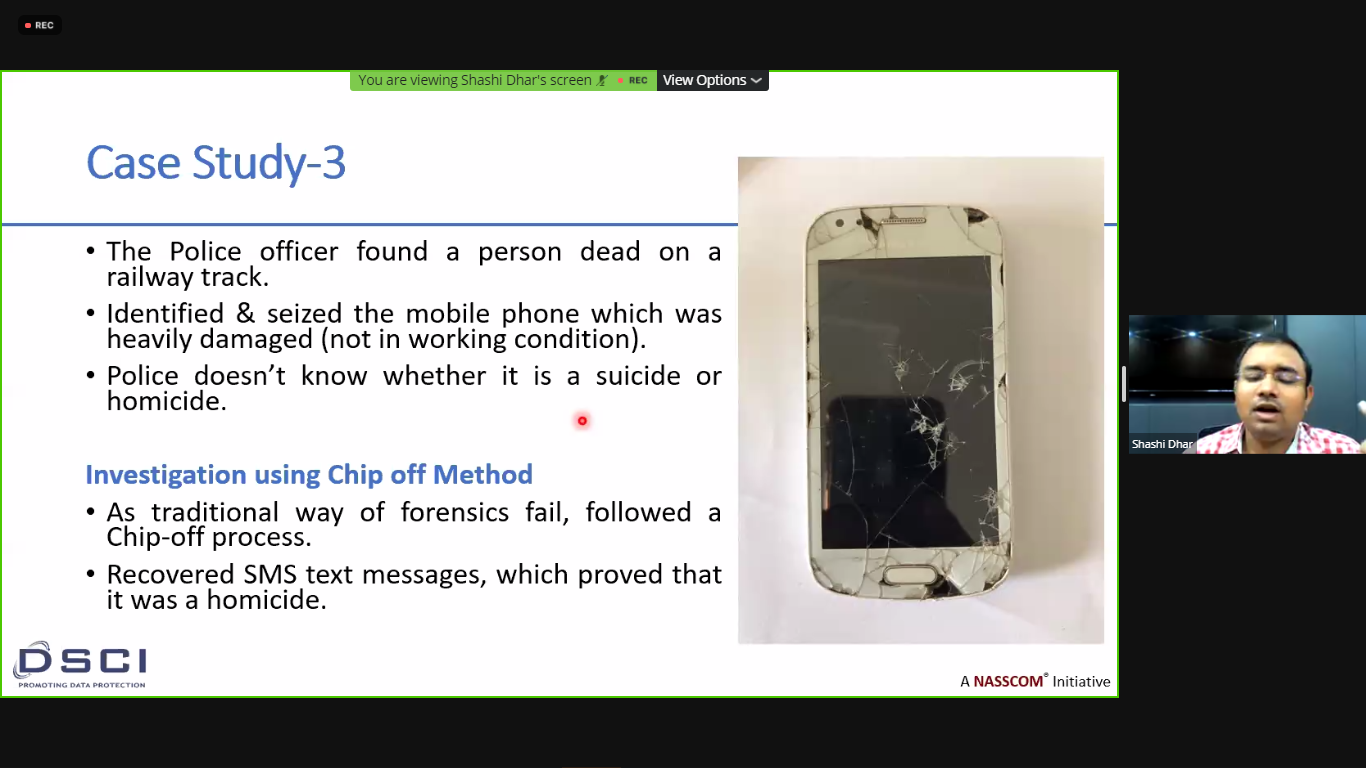 REC
You are viewing Shashi Dhar's screen REC View Options
Case Study-3
• The Police officer found a person dead on a
railway track.
• Identified & seized the mobile phone which was
heavily damaged (not in working condition).
• Police doesn’t know whether it is a suicide or
homicide.
Investigation using Chip off Method
• As traditional way of forensics fail, followed a
Chip-off process.
• Recovered SMS text messages, which proved that
it was a homicide.
DSCI
PROMOTING DATA PROTECTION
A NASSCOM® Initiative
Shashi Dhar